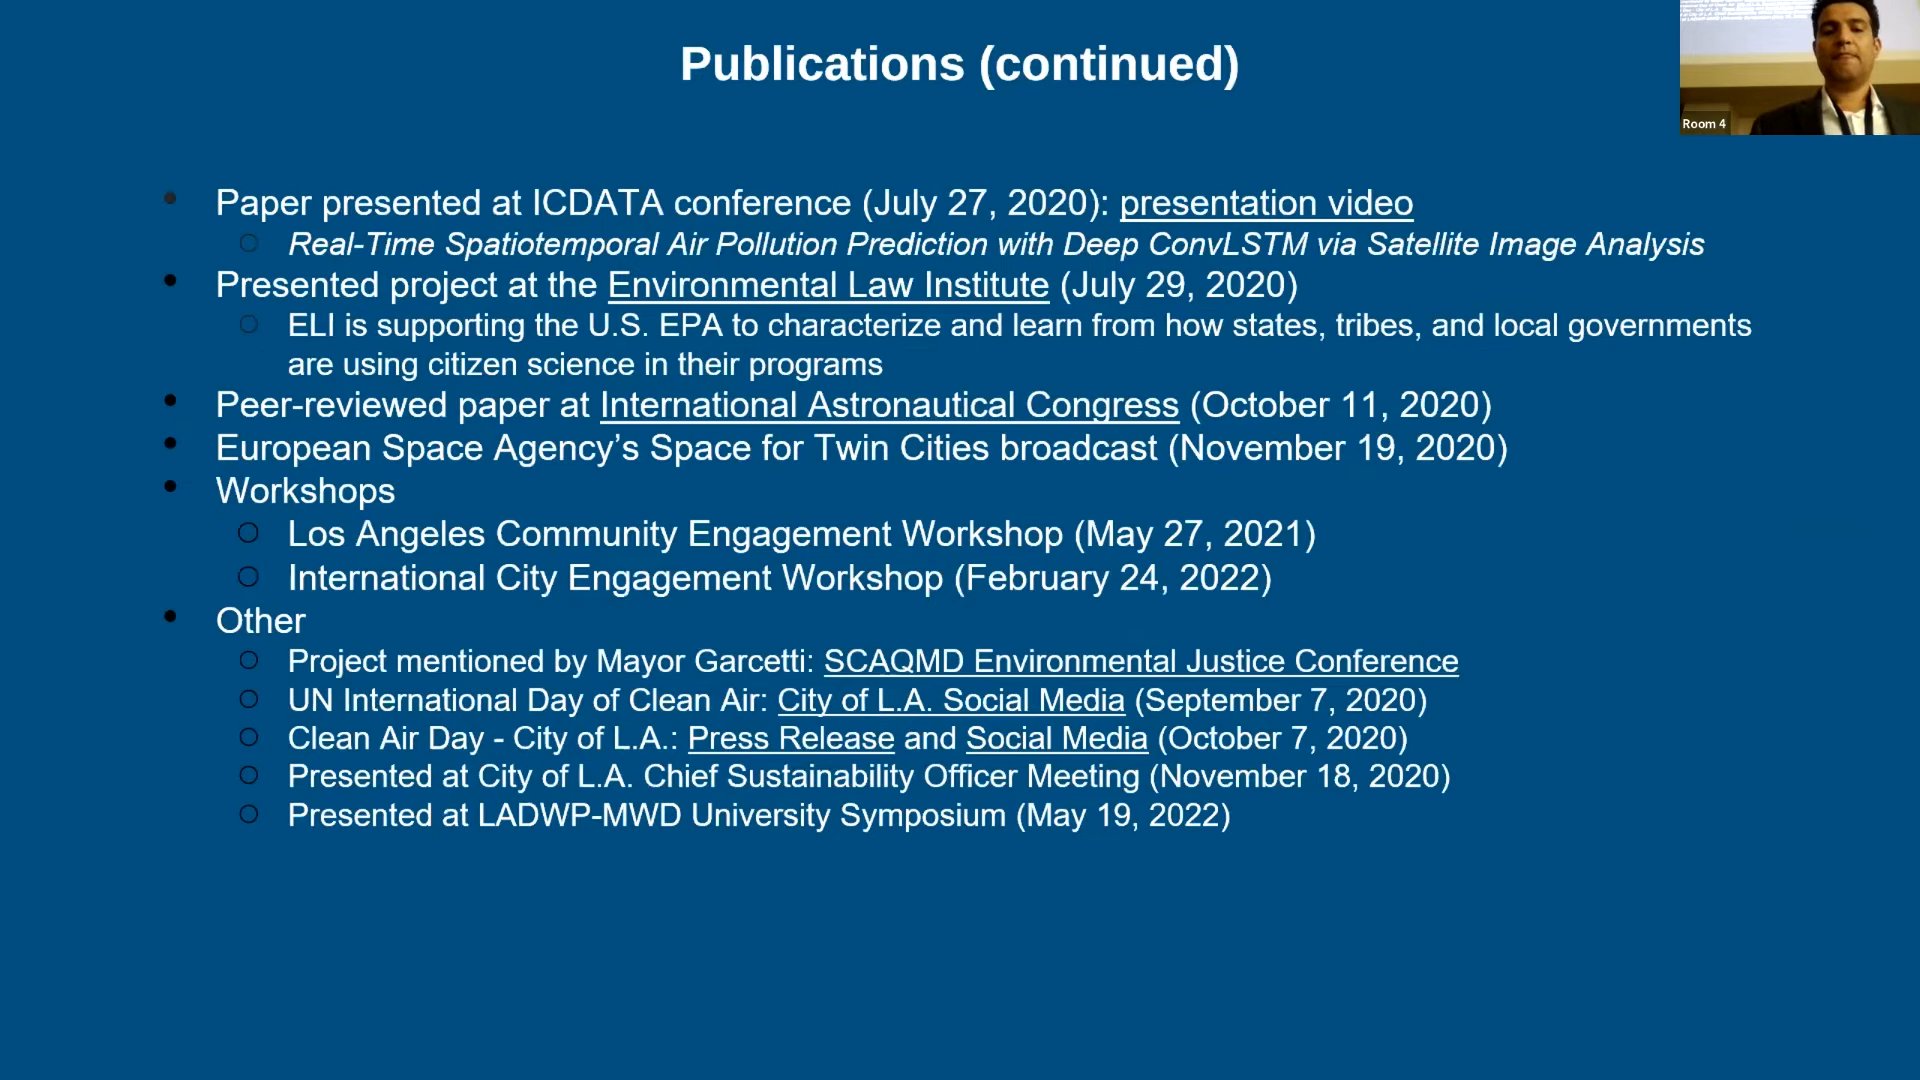 Publications (continued)
Room 4
Paper presented at ICDATA conference (July 27, 2020): presentation video
Real-Time Spatiotemporal Air Pollution Prediction with Deep ConvLSTM via Satellite Image Analysis
Presented project at the Environmental Law Institute (July 29, 2020)
ELI is supporting the U.S. EPA to characterize and learn from how states, tribes, and local governments
are using citizen science in their programs
Peer-reviewed paper at International Astronautical Congress (October 11, 2020)
European Space Agency’s Space for Twin Cities broadcast (November 19, 2020)
Workshops
Los Angeles Community Engagement Workshop (May 27, 2021)
International City Engagement Workshop (February 24, 2022)
Other
Project mentioned by Mayor Garcetti: SCAQMD Environmental Justice Conference
UN International Day of Clean Air: City of L.A. Social Media (September 7, 2020)
Clean Air Day - City of L.A.: Press Release and Social Media (October 7, 2020)
Presented at City of L.A. Chief Sustainability Officer Meeting (November 18, 2020)
Presented at LADWP-MWD University Symposium (May 19, 2022)